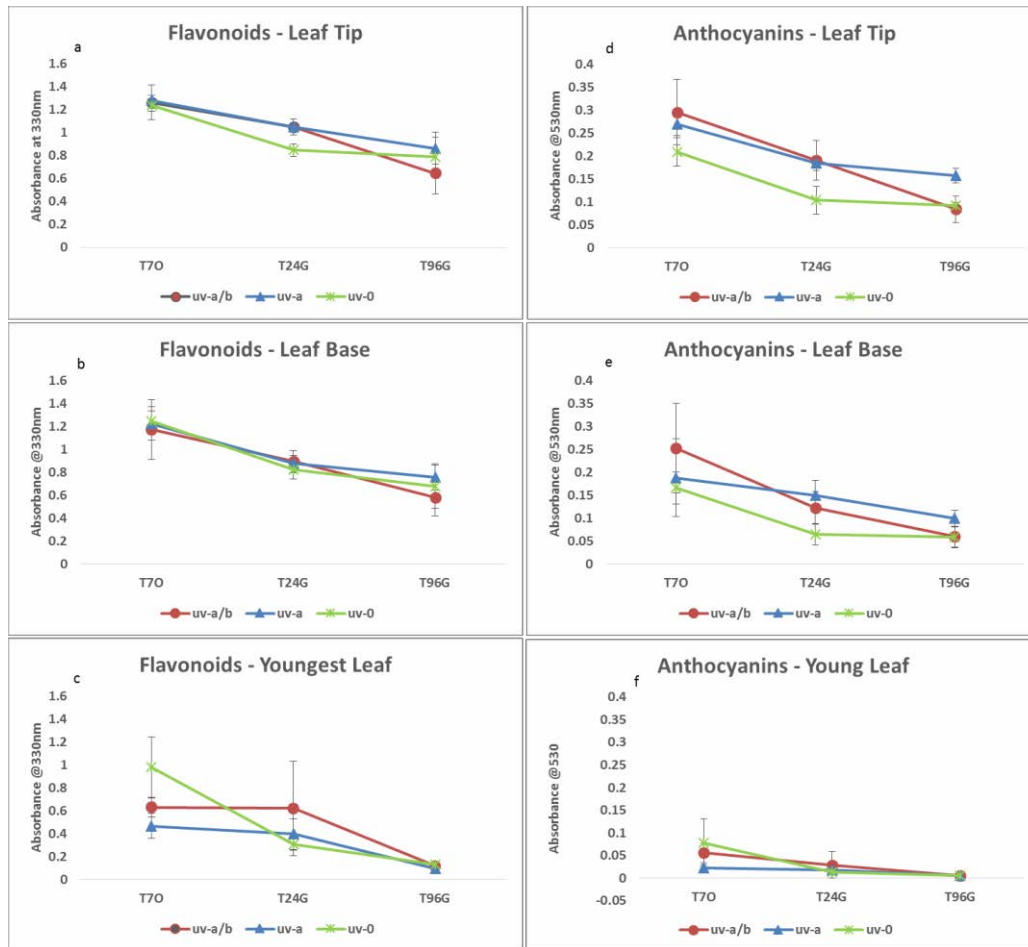 a
Flavonoids - Leaf Tip
Absorbance at 330nm
1.6
1.4
1.2
1
0.8
0.6
0.4
0.2
0
T7O
T24G
T96G
uv-a/b
uv-a
uv-0
d
Anthocyanins - Leaf Tip
Absorbance @530nm
0.4
0.35
0.3
0.25
0.2
0.15
0.1
0.05
0
T7O
T24G
T96G
uv-a/b
uv-a
uv-0
b
Flavonoids - Leaf Base
Absorbance @330nm
1.6
1.4
1.2
1
0.8
0.6
0.4
0.2
0
T7O
T24G
T96G
uv-a/b
uv-a
uv-0
e
Anthocyanins - Leaf Base
Absorbance @530nm
0.4
0.35
0.3
0.25
0.2
0.15
0.1
0.05
0
T7O
T24G
T96G
uv-a/b
uv-a
uv-0
c
Flavonoids - Youngest Leaf
Absorbance @330nm
1.6
1.4
1.2
1
0.8
0.6
0.4
0.2
0
T7O
T24G
T96G
uv-a/b
uv-a
uv-0
f
Anthocyanins - Young Leaf
Absorbance @530
0.4
0.35
0.3
0.25
0.2
0.15
0.1
0.05
0
-0.05
T7O
T24G
T96G
uv-a/b
uv-a
uv-0